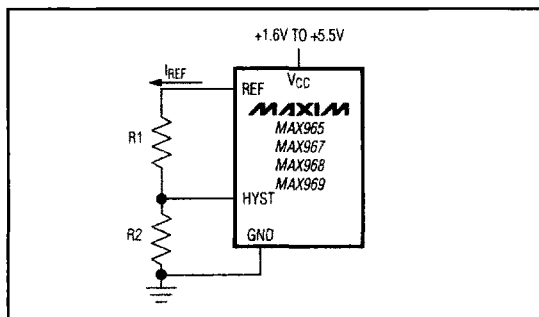 +1.6V TO +5.5V
IREF
VCC
REF
MAXIM
R1
MAX965
MAX967
MAX968
MAX969
HYST
R2
GND